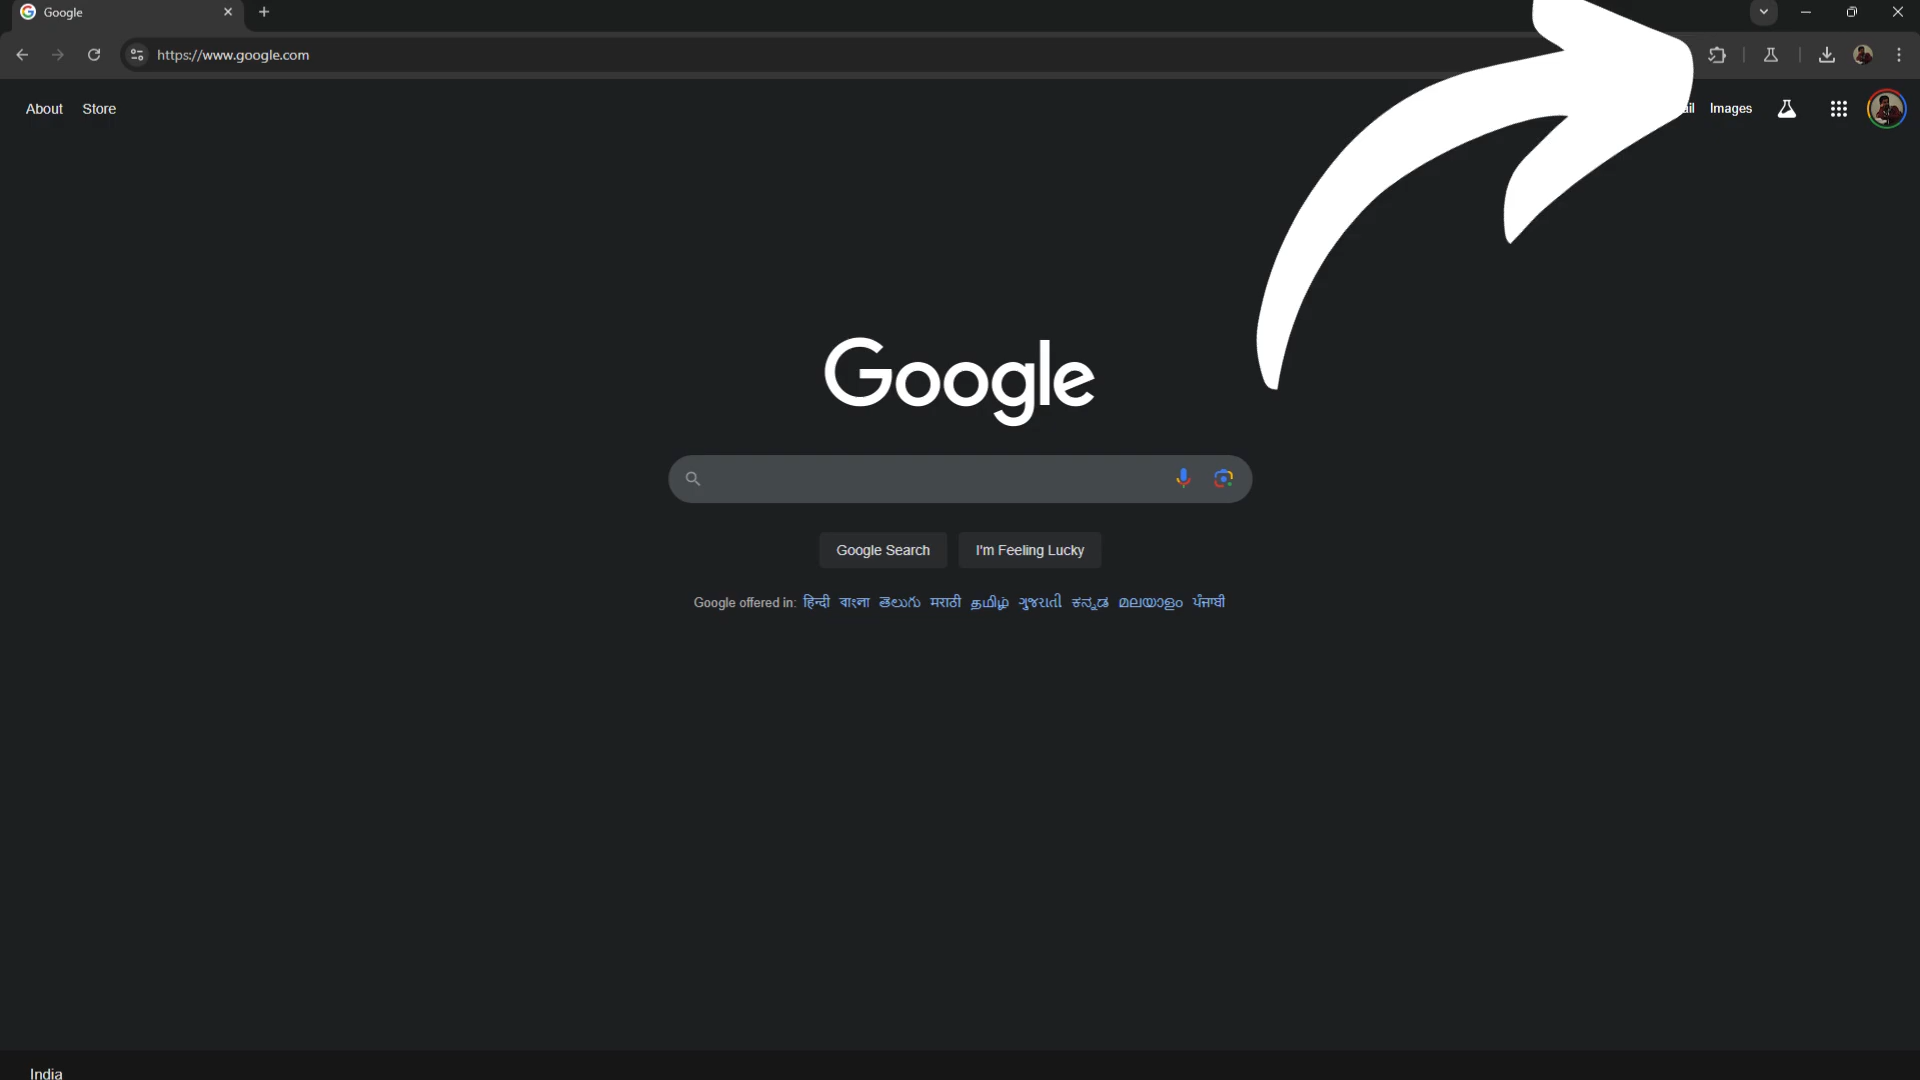 Google
https://www.google.com
About Store
Images
Google
Google Search I'm Feeling Lucky
Google offered in: हिन्दी বাংলা తెలుగు मराठी தமிழ் ગુજરાતી ಕನ್ನಡ മലയാളം ਪੰਜਾਬੀ
India